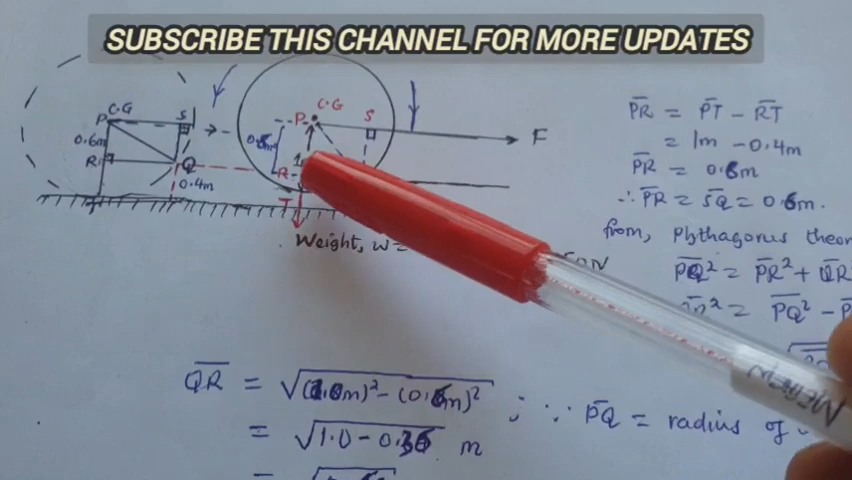 SUBSCRIBE THIS CHANNEL FOR MORE UPDATES
P C.G S
0.6m
R Q
0.4m
P C.G S F
R
T
Weight, W =
PR = PT - RT
= 1m - 0.4m
PR = 0.6m
∴ PR = SQ = 0.6m.
from, Phythagorus theor
PQ² = PR² + QR
= PQ² - P
QR = √(1.0m)² - (0.6m)² ; ∵ PQ = radius of
= √1.0 - 0.36 m
=